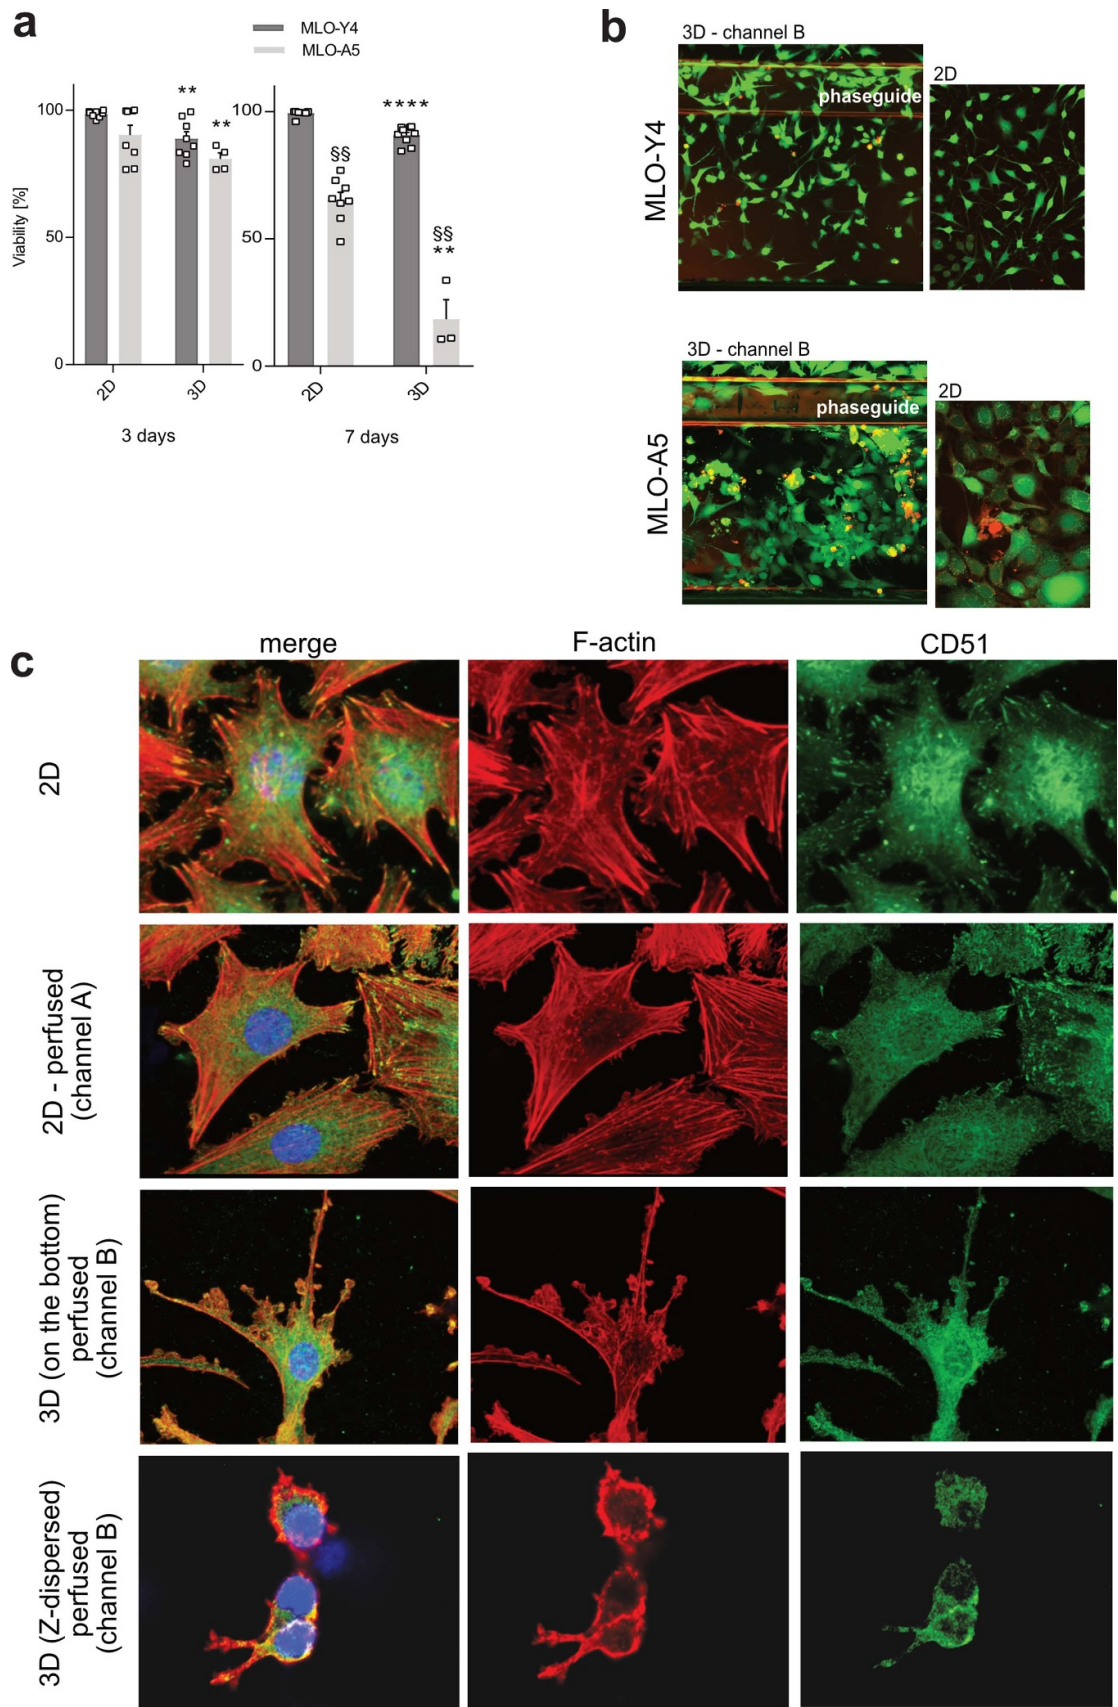 a
MLO-Y4
MLO-A5
Viability [%]
100
50
0
**
**
2D
3D
3 days
100
50
0
§§
****
§§
**
2D
3D
7 days
b
MLO-Y4
3D - channel B
phaseguide
2D
MLO-A5
3D - channel B
phaseguide
2D
c
merge
F-actin
CD51
2D
2D - perfused
(channel A)
3D (on the bottom)
perfused
(channel B)
3D (Z-dispersed)
perfused
(channel B)